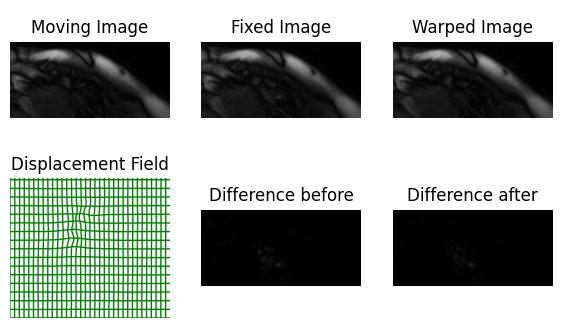 Moving Image
Fixed Image
Warped Image
Displacement Field
Difference before
Difference after